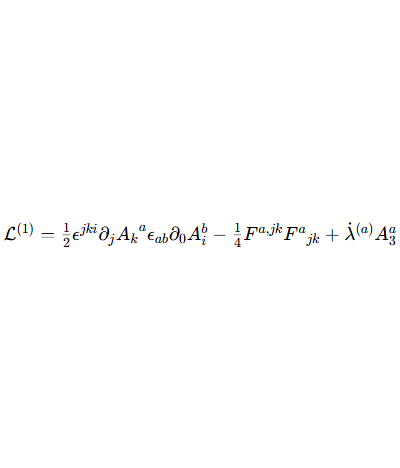 $\mathcal{L}^{(1)} = \frac{1}{2}\epsilon^{jki}\partial_j A_k{}^a \epsilon_{ab}\partial_0 A_i^b - \frac{1}{4}F^{a,jk}F^a{}_{jk} + \dot{\lambda}^{(a)}A_3^a$